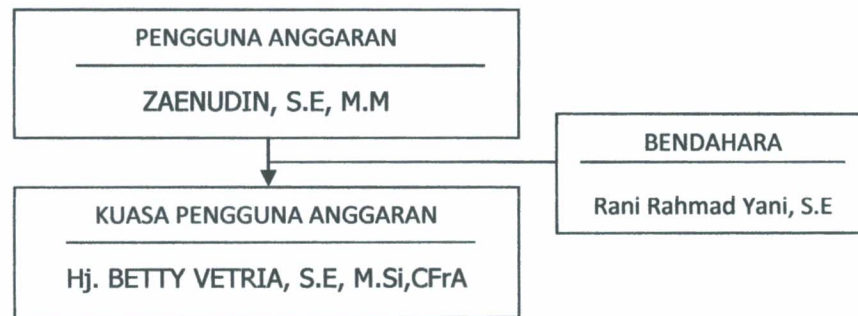 PENGGUNA ANGGARAN
ZAENUDIN, S.E, M.M
BENDAHARA
Rani Rahmad Yani, S.E
KUASA PENGGUNA ANGGARAN
Hj. BETTY VETRIA, S.E, M.Si,CFrA